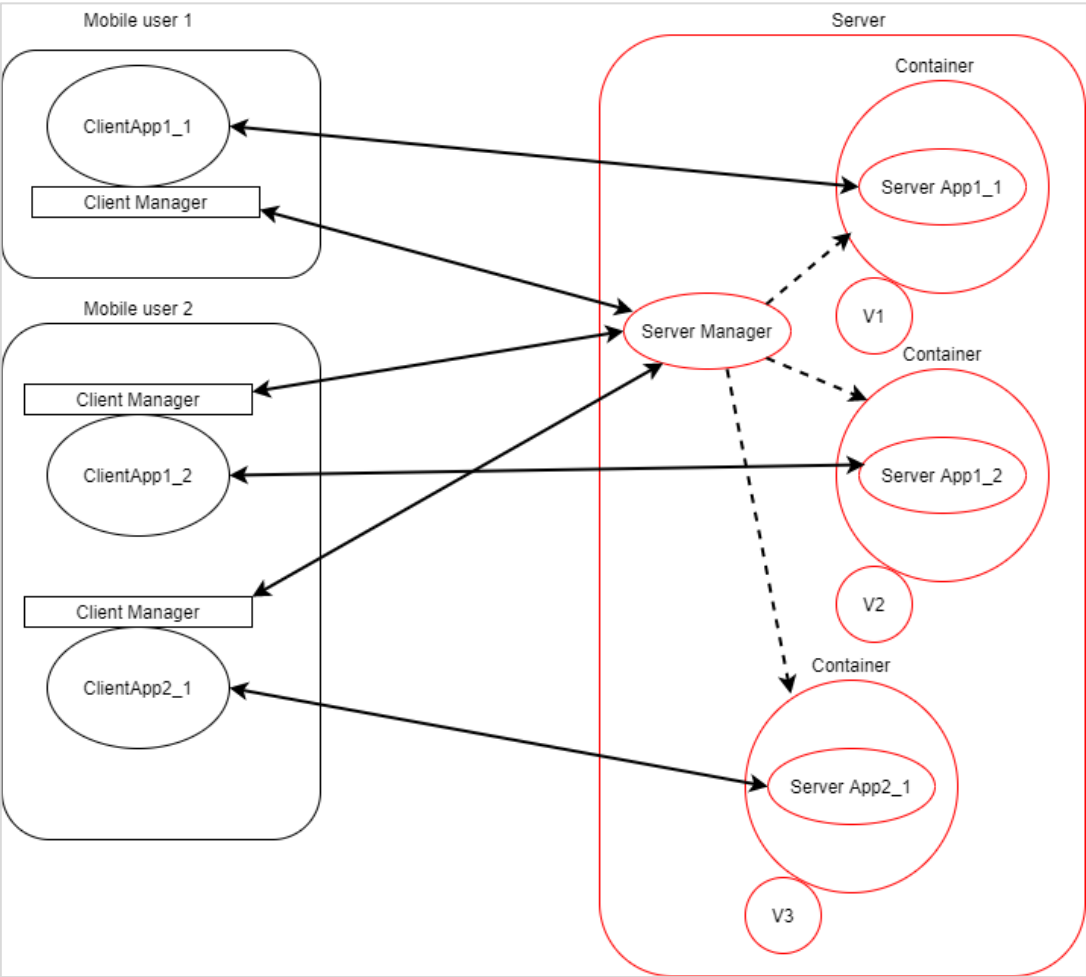 Mobile user 1
Server
Container
ClientApp1_1
Server App1_1
Client Manager
Mobile user 2
V1
Server Manager
Container
Client Manager
ClientApp1_2
Server App1_2
V2
Client Manager
Container
ClientApp2_1
Server App2_1
V3